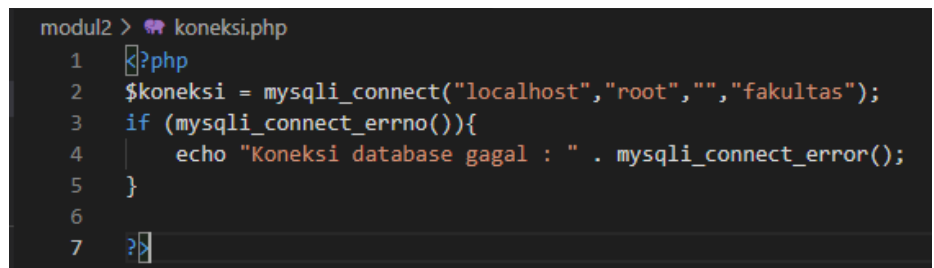 modul2 > koneksi.php
1 <?php
2 $koneksi = mysqli_connect("localhost","root","","fakultas");
3 if (mysqli_connect_errno()){
4 echo "Koneksi database gagal : " . mysqli_connect_error();
5 }
6
7 ?>